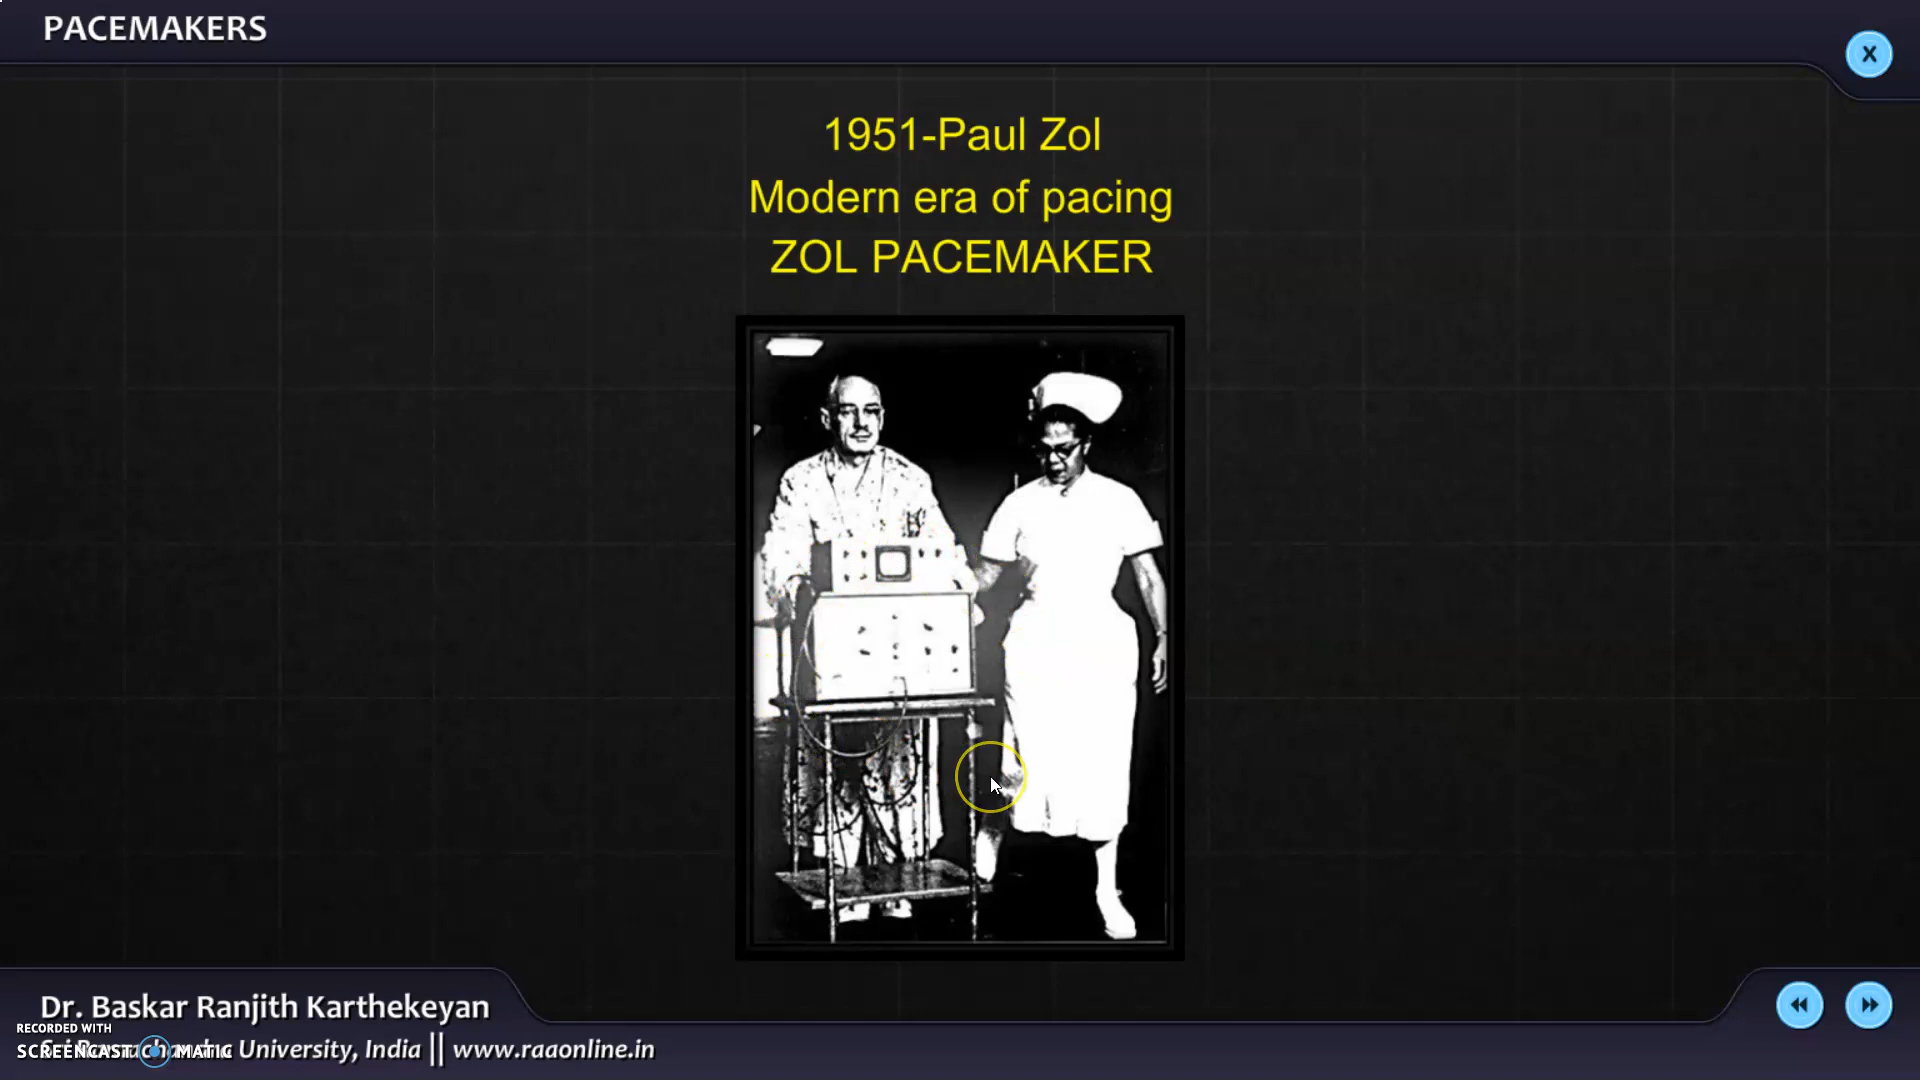 PACEMAKERS
X
1951-Paul Zol
Modern era of pacing
ZOL PACEMAKER
Dr. Baskar Ranjith Karthekeyan
RECORDED WITH
SCREENCAST MATIC
University, India || www.raaonline.in